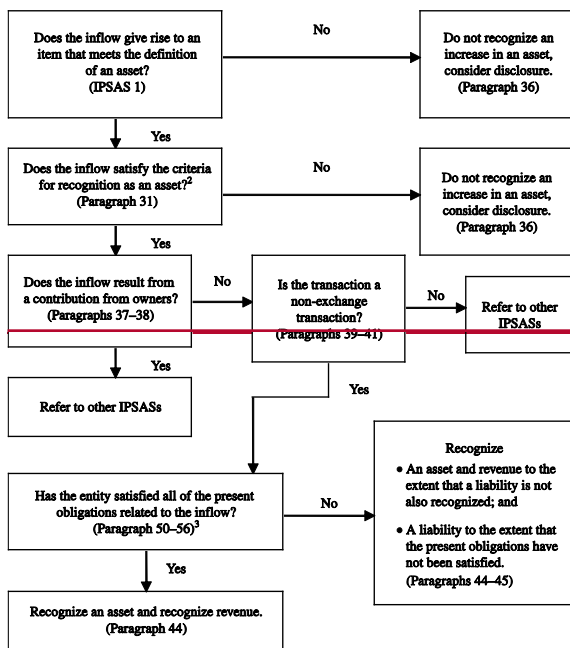 Does the inflow give rise to an
item that meets the definition
of an asset?
(IPSAS 1)
No
Do not recognize an
increase in an asset,
consider disclosure.
(Paragraph 36)
Yes
Does the inflow satisfy the criteria
for recognition as an asset?2
(Paragraph 31)
No
Do not recognize an
increase in an asset,
consider disclosure.
(Paragraph 36)
Yes
Does the inflow result from
a contribution from owners?
(Paragraphs 37–38)
No
Is the transaction a
non-exchange
transaction?
(Paragraphs 39–41)
No
Refer to other
IPSASs
Yes
Refer to other IPSASs
Yes
Has the entity satisfied all of the present
obligations related to the inflow?
(Paragraph 50–56)3
No
Recognize
• An asset and revenue to the
extent that a liability is not
also recognized; and
• A liability to the extent that
the present obligations have
not been satisfied.
(Paragraphs 44–45)
Yes
Recognize an asset and recognize revenue.
(Paragraph 44)